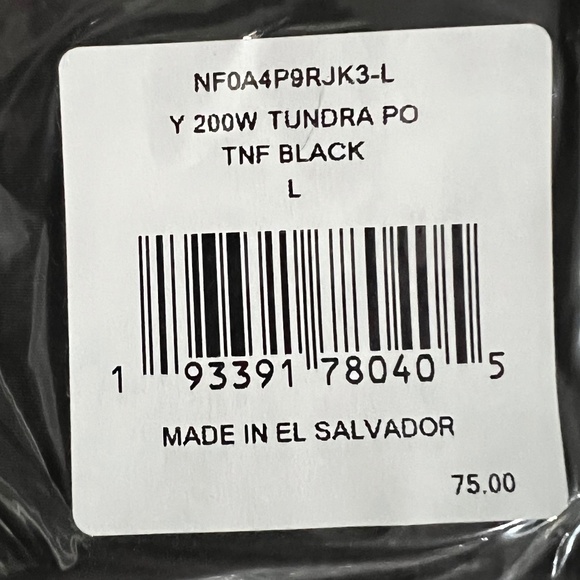 NF0A4P9RJK3-L
Y 200W TUNDRA PO
TNF BLACK
L
1 93391 78040 5
MADE IN EL SALVADOR
75.00